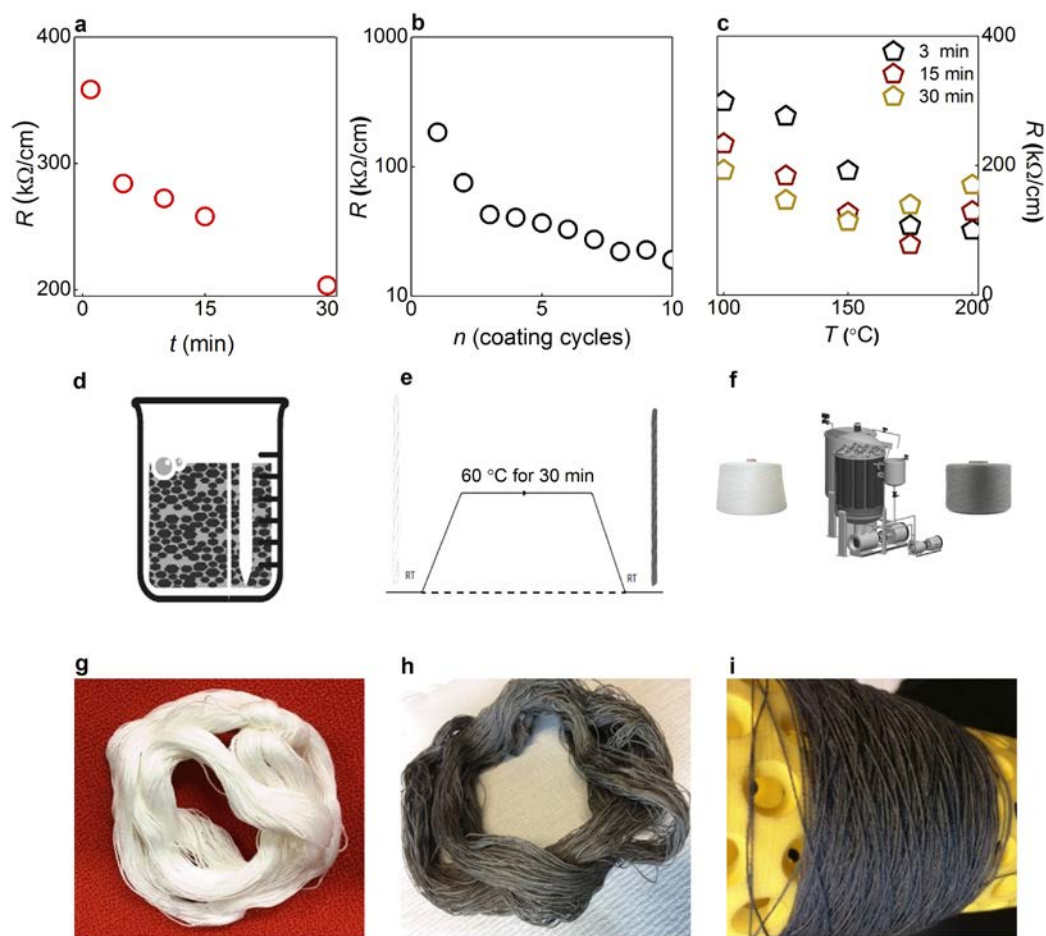 a
400
300
200
R (kΩ/cm)
0
15
30
t (min)
b
1000
100
10
R (kΩ/cm)
0
5
10
n (coating cycles)
c
3 min
15 min
30 min
400
200
0
R (kΩ/cm)
100
150
200
T (°C)
d
e
60 °C for 30 min
RT
RT
f
g
h
i